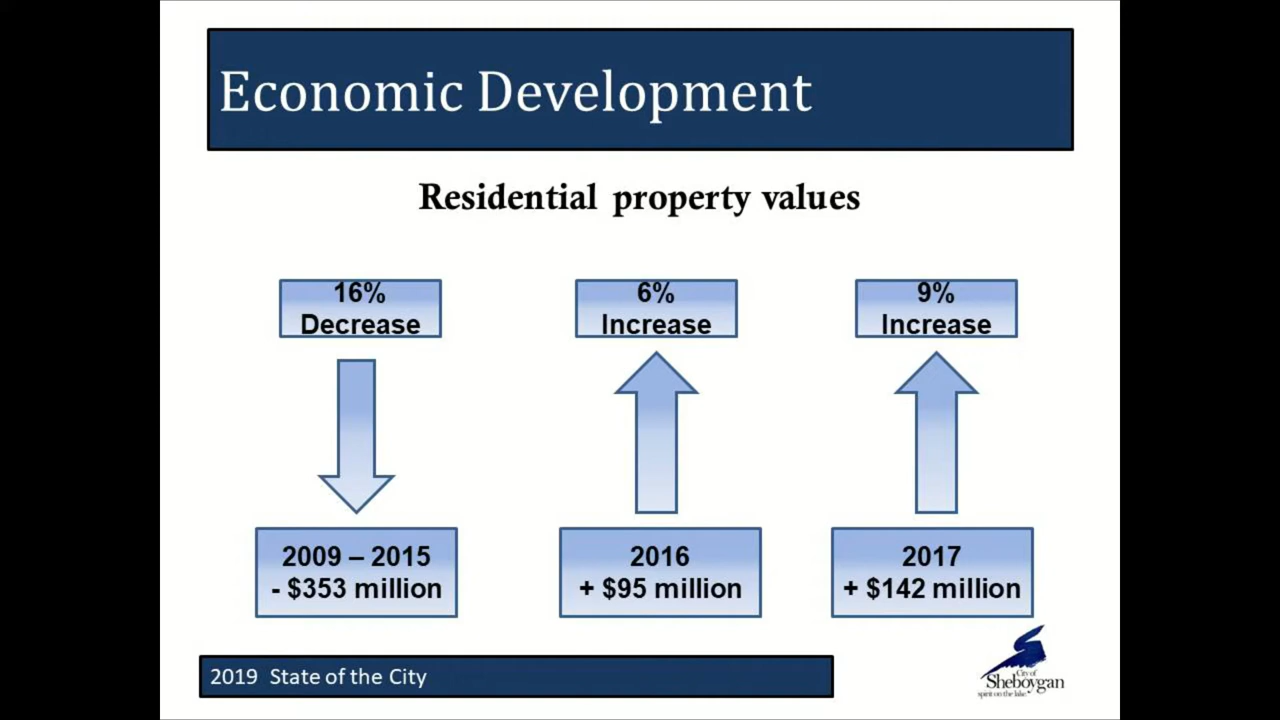 Economic Development
Residential property values
16%
Decrease
6%
Increase
9%
Increase
2009 – 2015
- $353 million
2016
+ $95 million
2017
+ $142 million
2019 State of the City
City of
Sheboygan
spirit on the lake.